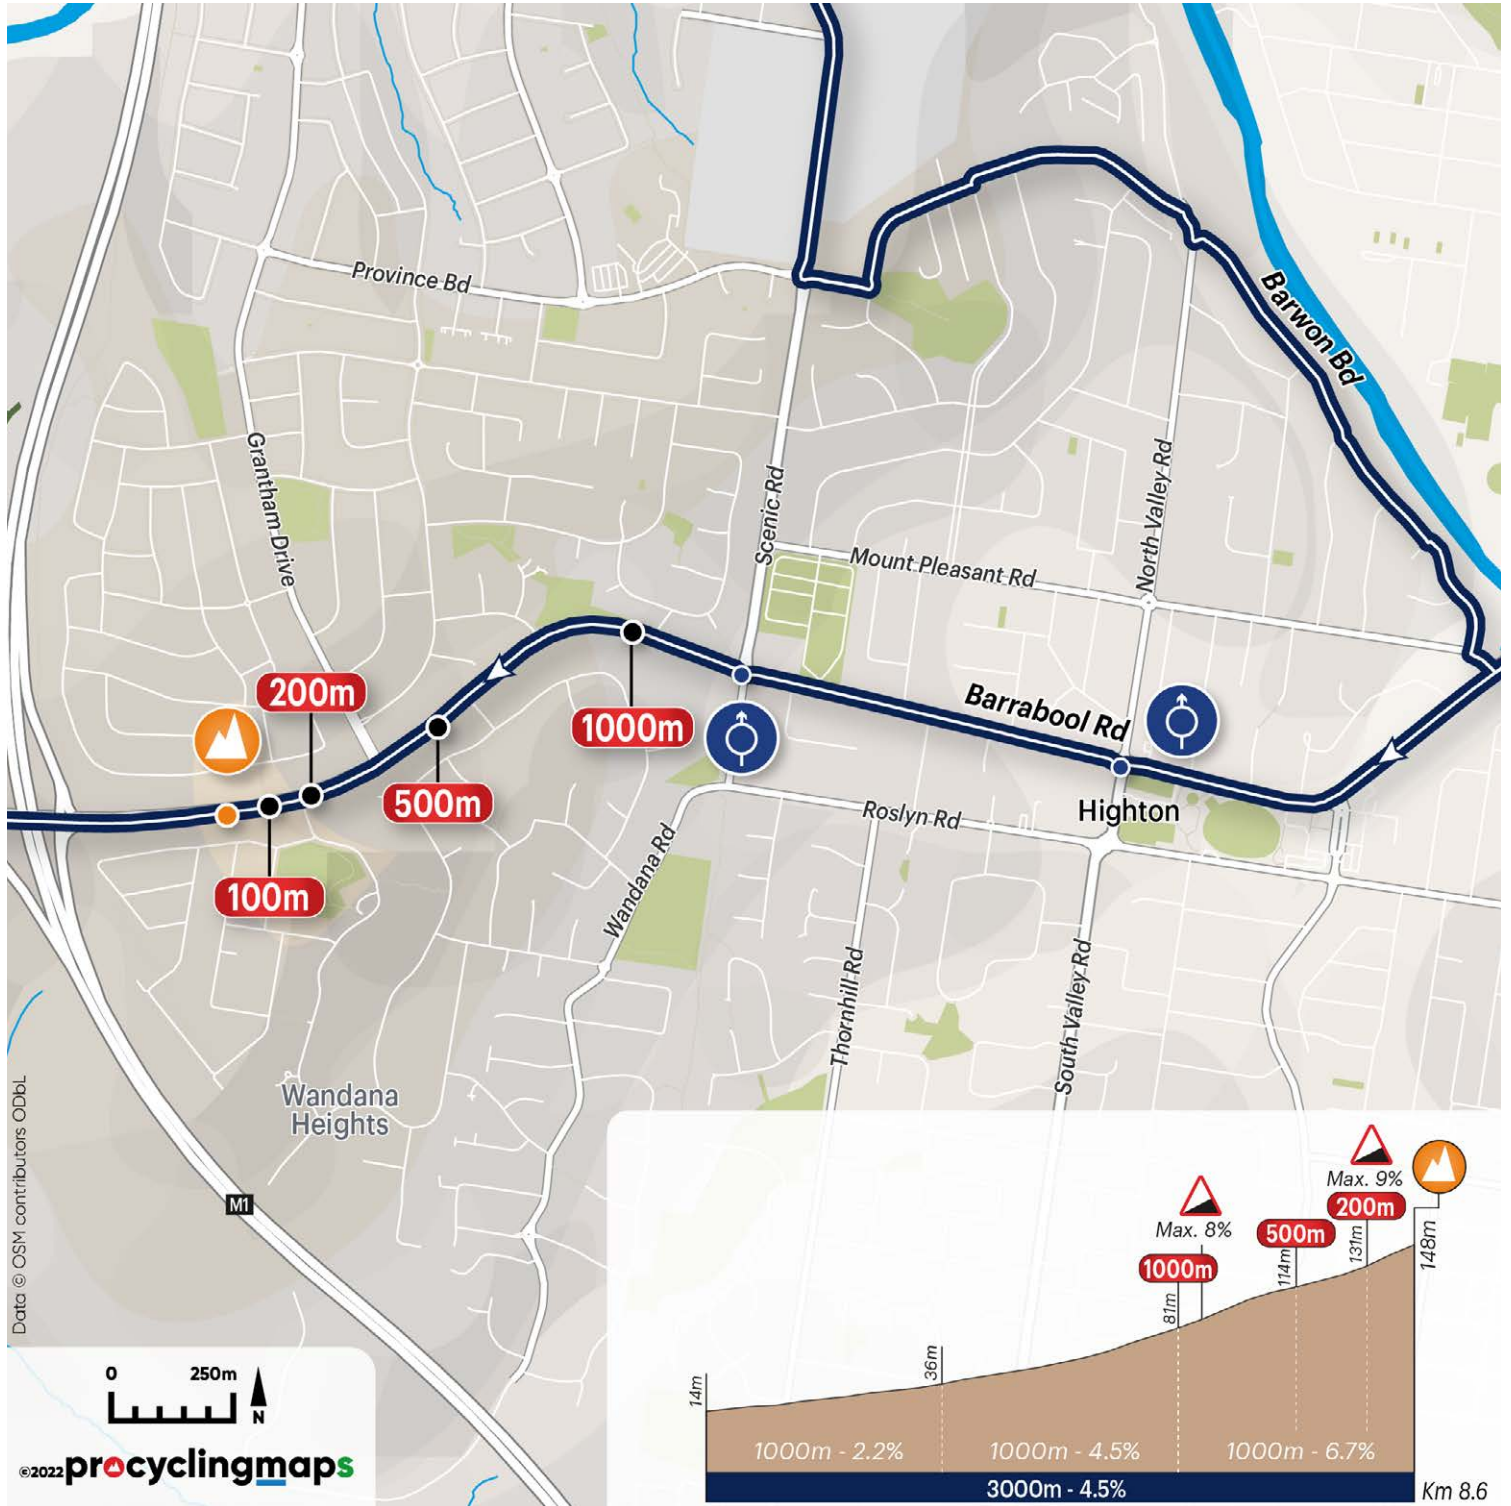 Province Bd
Barwon Bd
Grantham Drive
Scenic Rd
North Valley Rd
Mount Pleasant Rd
200m
1000m
Barrabool Rd
500m
Highton
Roslyn Rd
100m
Wandana Rd
Thornhill Rd
South Valley Rd
Wandana
Heights
M1
Data © OSM contributors ODbL
0 250m
N
©2022 procyclingmaps
Max. 9%
200m
Max. 8%
500m
1000m
14m
36m
81m
114m
131m
148m
1000m - 2.2%
1000m - 4.5%
1000m - 6.7%
3000m - 4.5%
Km 8.6